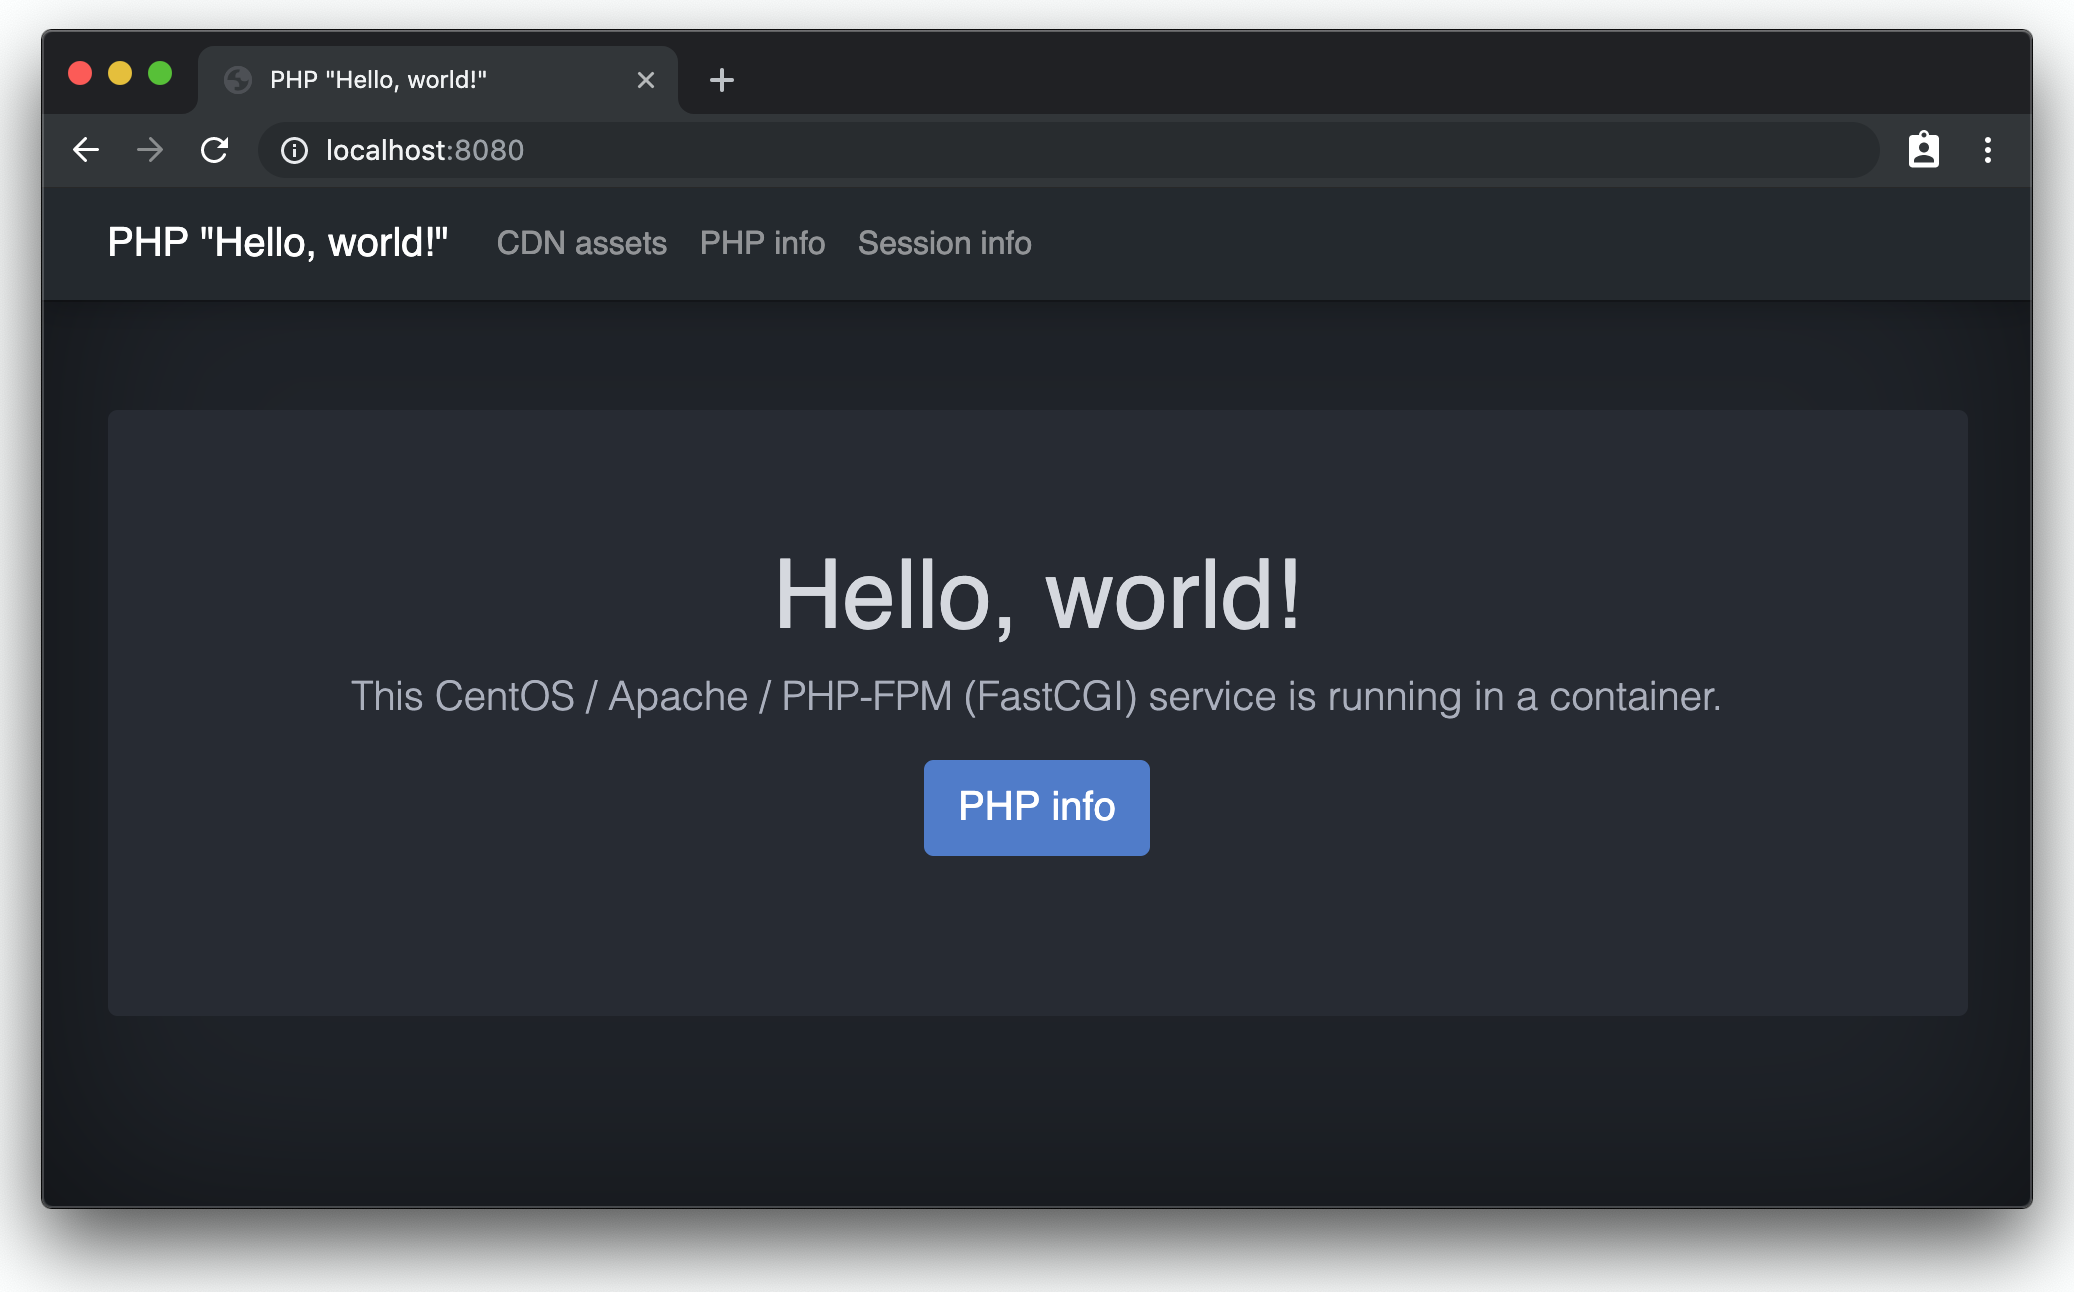 PHP "Hello, world!"
localhost:8080
PHP "Hello, world!" CDN assets PHP info Session info
Hello, world!
This CentOS / Apache / PHP-FPM (FastCGI) service is running in a container.
PHP info